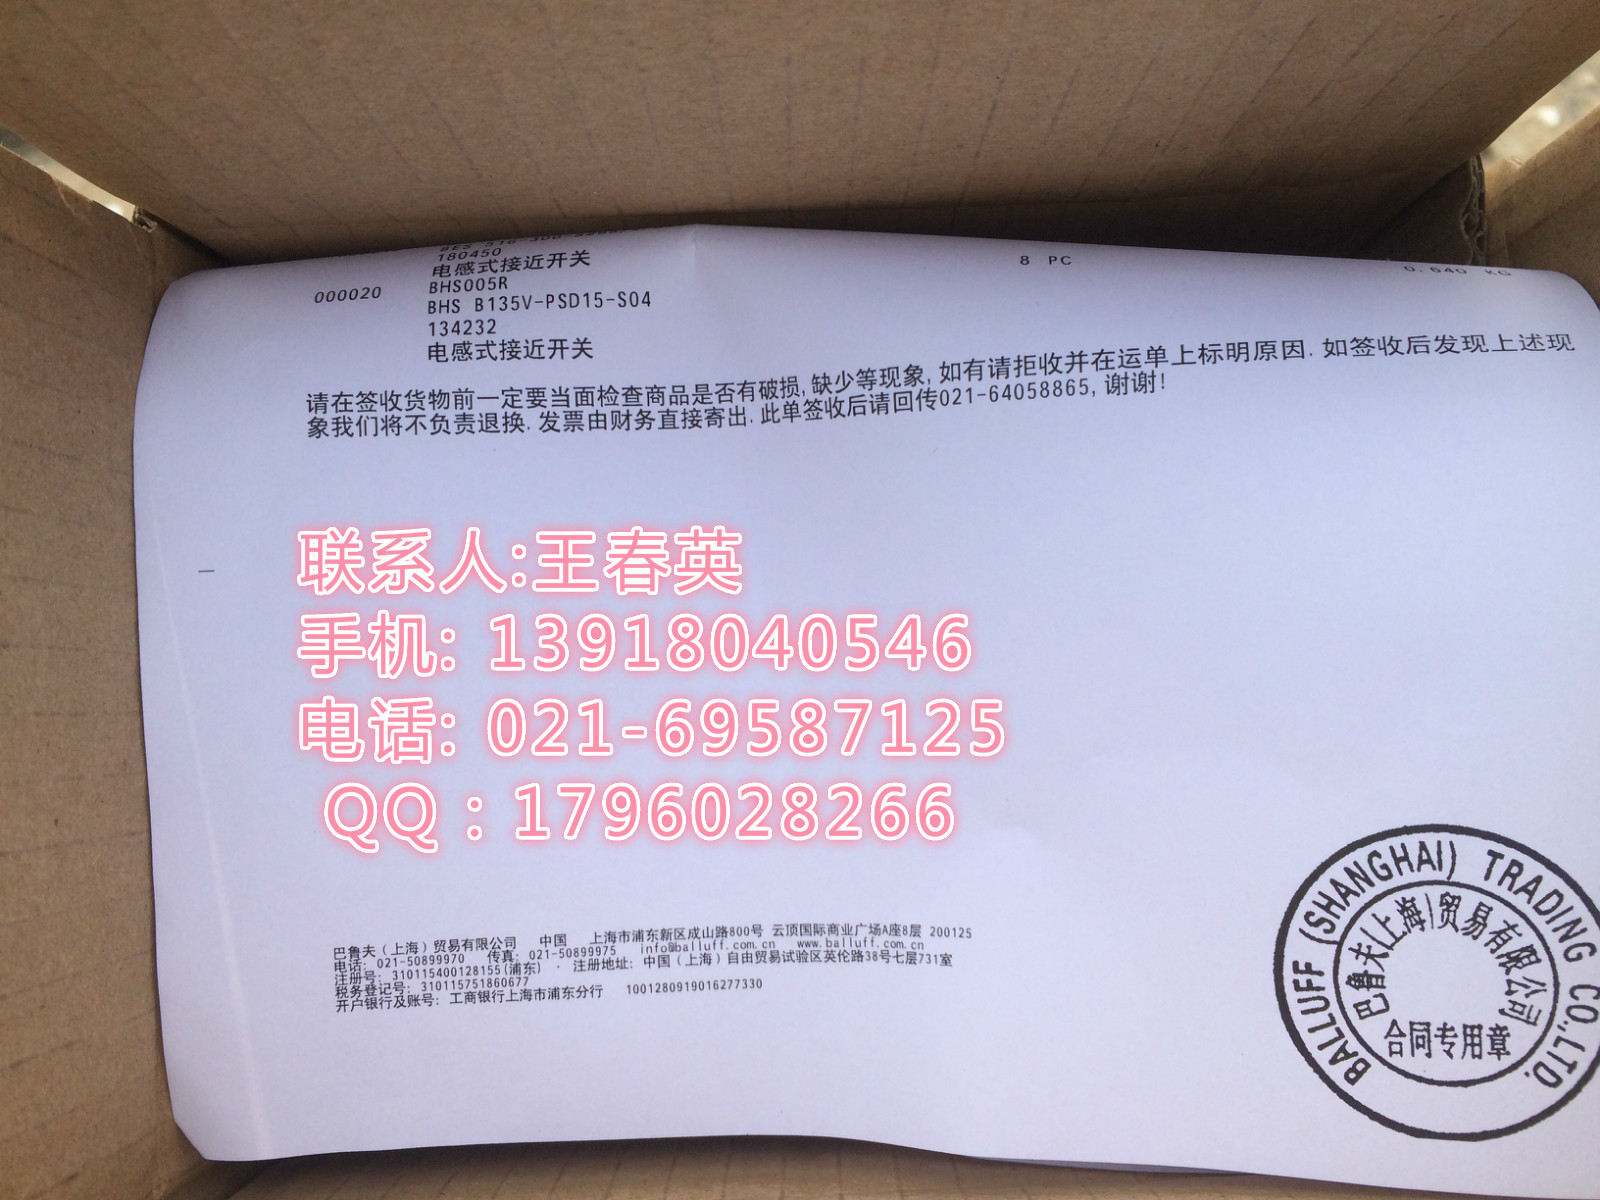 180450
电感式接近开关
000020 BHS005R 8 PC 0.640 KG
BHS B135V-PSD15-S04
134232
电感式接近开关
请在签收货物前一定要当面检查商品是否有破损,缺少等现象,如有请拒收并在运单上标明原因.如签收后发现上述现
象我们将不负责退换.发票由财务直接寄出.此单签收后请回传021-64058865,谢谢!
联系人:王春英
手机: 13918040546
电话: 021-69587125
QQ : 1796028266
巴鲁夫(上海)贸易有限公司 中国 上海市浦东新区成山路800号 云顶国际商业广场A座8层 200125
电话: 021-50899970 传真: 021-50899975 info@balluff.com.cn www.balluff.com.cn
注册号: 310115400128155(浦东) · 注册地址: 中国(上海)自由贸易试验区英伦路38号七层731室
税务登记号: 310115751860677
开户银行及账号: 工商银行上海市浦东分行 1001280919016277330
BALLUFF (SHANGHAI) TRADING CO.,LTD.
巴鲁夫(上海)贸易有限公司
合同专用章